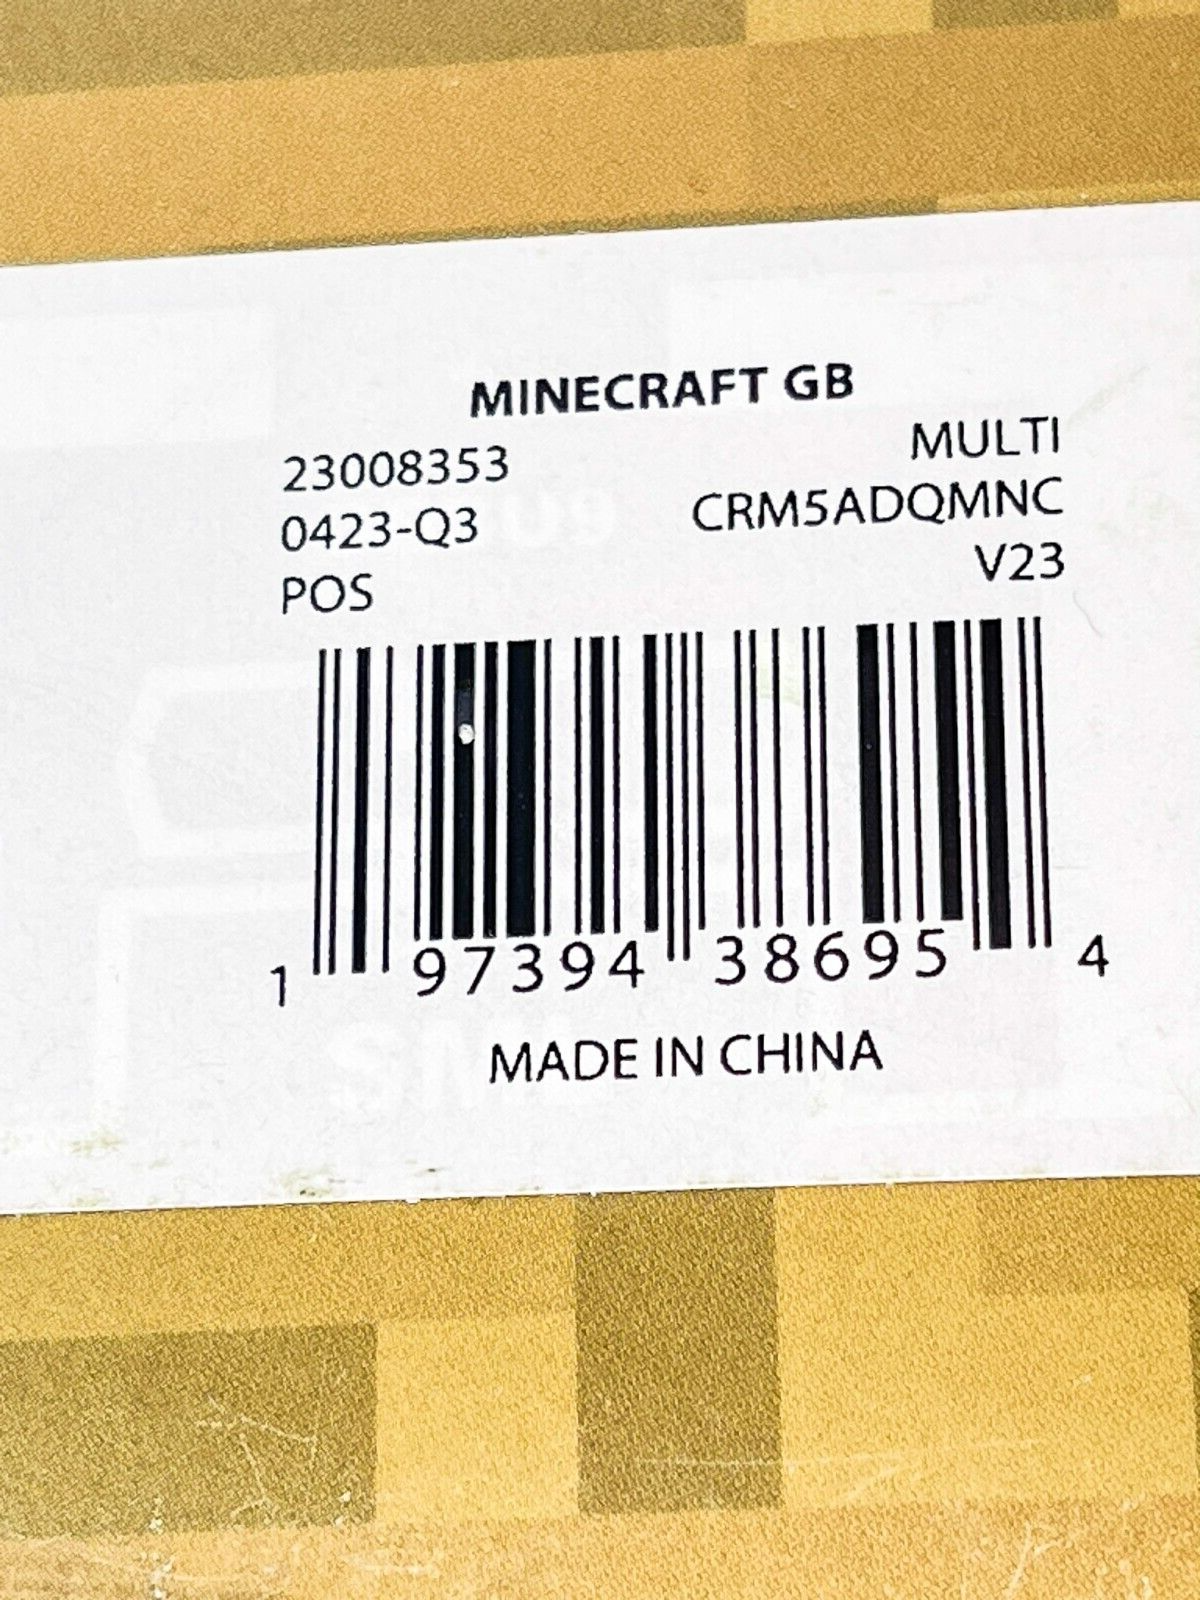 MINECRAFT GB
23008353 MULTI
0423-Q3 CRM5ADQMNC
POS V23
1 97394 38695 4
MADE IN CHINA